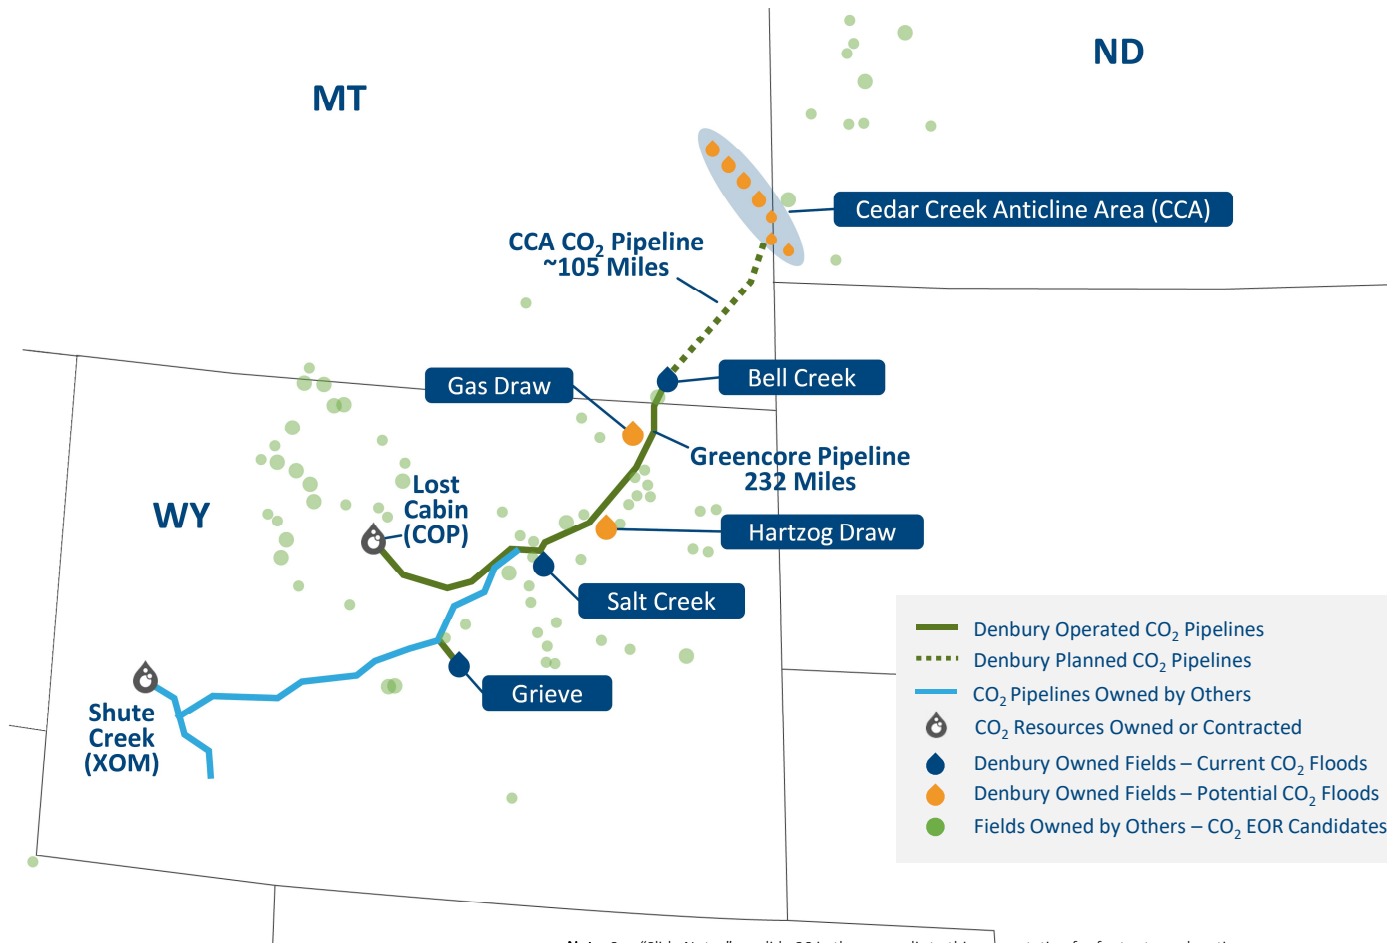 MT
ND
Cedar Creek Anticline Area (CCA)
CCA CO2 Pipeline
~105 Miles
Gas Draw
Bell Creek
Greencore Pipeline
232 Miles
Lost
Cabin
(COP)
WY
Hartzog Draw
Salt Creek
Grieve
Shute
Creek
(XOM)
Denbury Operated CO2 Pipelines
Denbury Planned CO2 Pipelines
CO2 Pipelines Owned by Others
CO2 Resources Owned or Contracted
Denbury Owned Fields – Current CO2 Floods
Denbury Owned Fields – Potential CO2 Floods
Fields Owned by Others – CO2 EOR Candidates